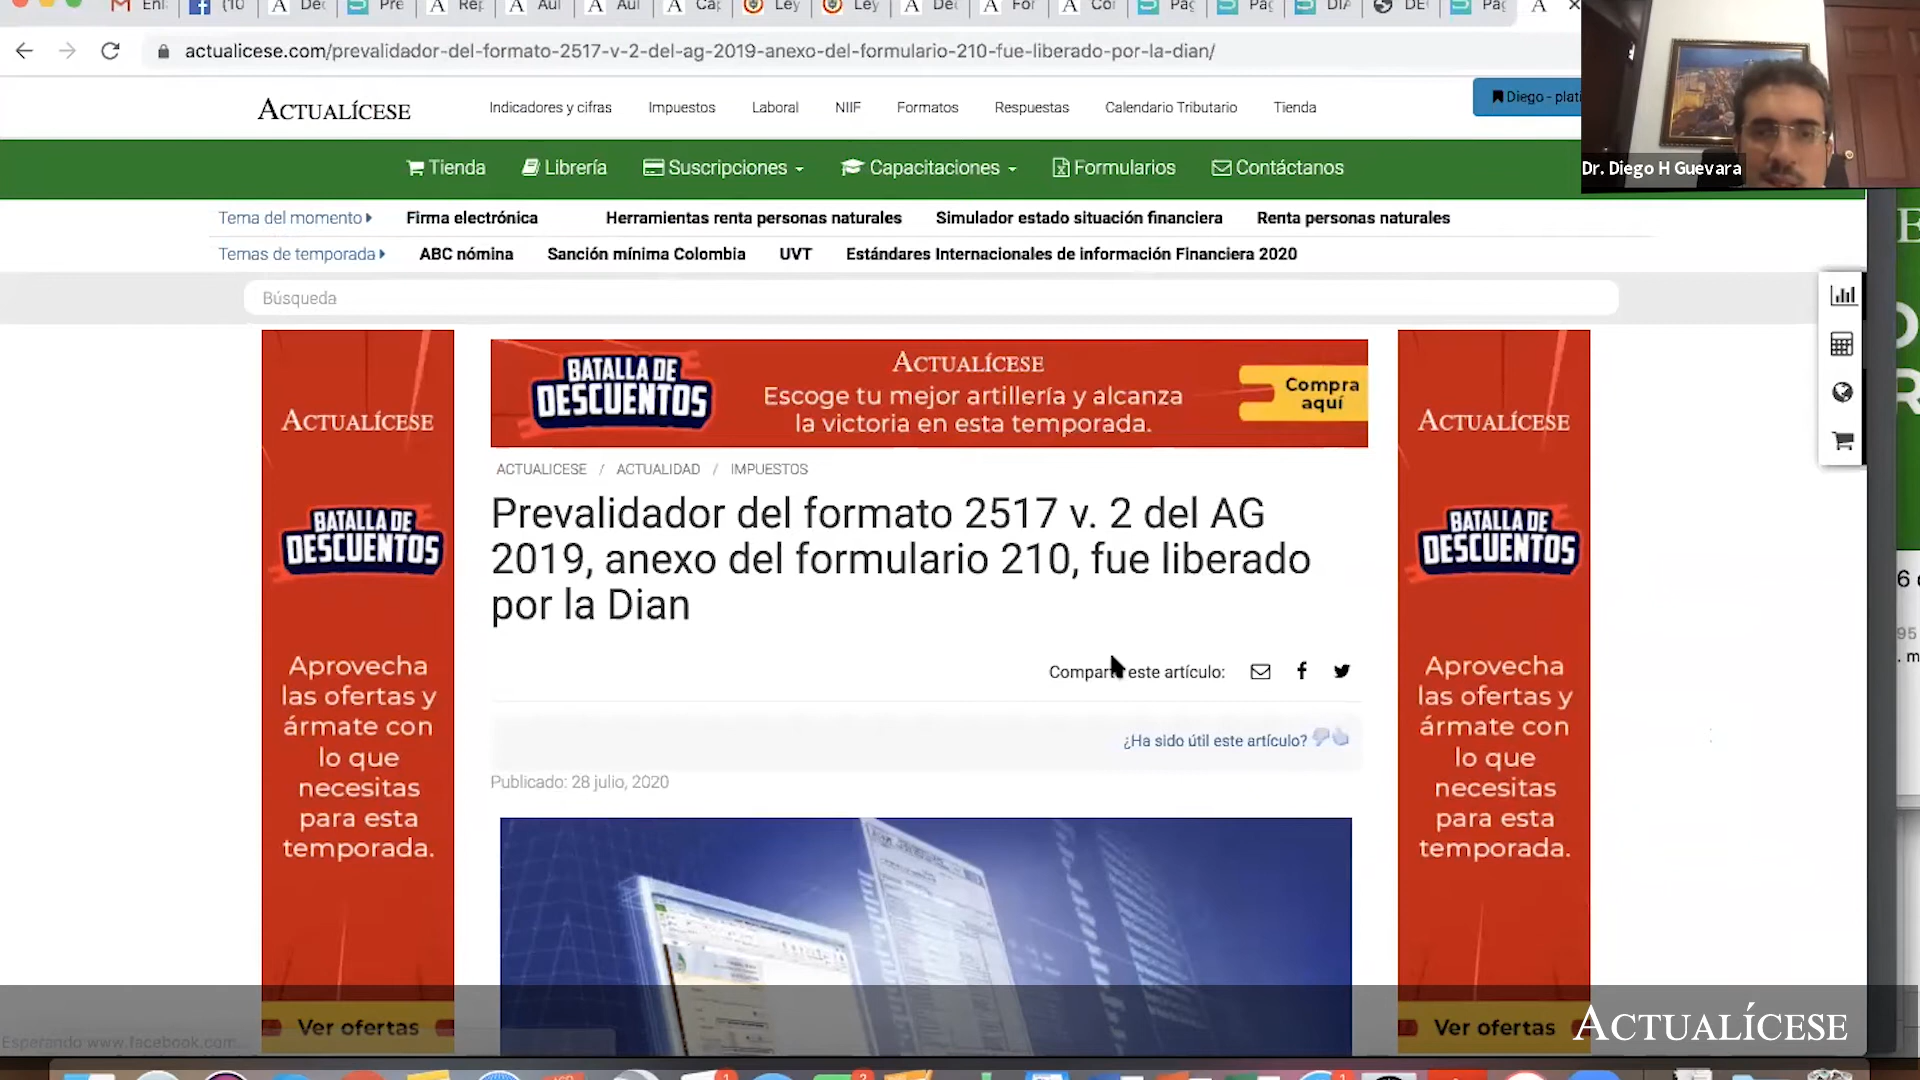 actualicese.com/prevalidador-del-formato-2517-v-2-del-ag-2019-anexo-del-formulario-210-fue-liberado-por-la-dian/
ACTUALÍCESE
Indicadores y cifras Impuestos Laboral NIIF Formatos Respuestas Calendario Tributario Tienda
Diego - plati
Dr. Diego H Guevara
Tienda Librería Suscripciones Capacitaciones Formularios Contáctanos
Tema del momento Firma electrónica Herramientas renta personas naturales Simulador estado situación financiera Renta personas naturales
Temas de temporada ABC nómina Sanción mínima Colombia UVT Estándares Internacionales de información Financiera 2020
Búsqueda
BATALLA DE
DESCUENTOS
ACTUALÍCESE
Escoge tu mejor artillería y alcanza
la victoria en esta temporada.
Compra
aquí
ACTUALICESE / ACTUALIDAD / IMPUESTOS
Prevalidador del formato 2517 v. 2 del AG
2019, anexo del formulario 210, fue liberado
por la Dian
este artículo:
¿Ha sido útil este artículo?
Publicado: 28 julio, 2020
ACTUALÍCESE
BATALLA DE
DESCUENTOS
Aprovecha
las ofertas y
ármate con
lo que
necesitas
para esta
temporada.
Ver ofertas
ACTUALÍCESE
BATALLA DE
DESCUENTOS
Aprovecha
las ofertas y
ármate con
lo que
necesitas
para esta
temporada.
Ver ofertas
Esperando www.facebook.com...
ACTUALÍCESE